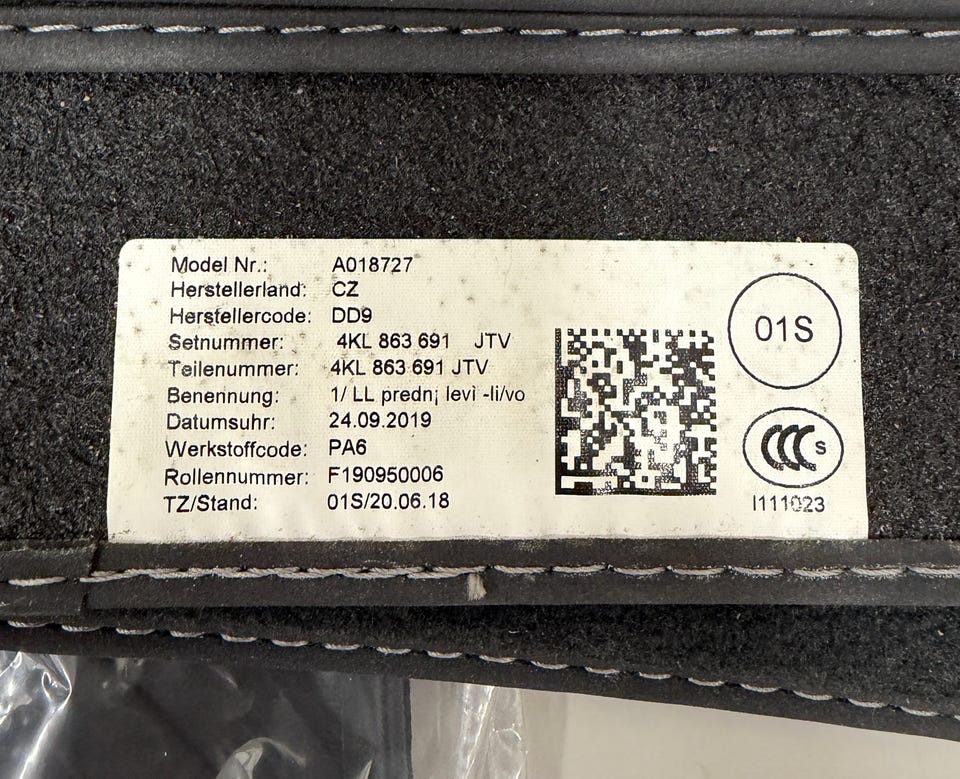 Model Nr.: A018727
Herstellerland: CZ
Herstellercode: DD9
Setnummer: 4KL 863 691 JTV
Teilenummer: 4KL 863 691 JTV
Benennung: 1/ LL predn¡ levì -li/vo
Datumsuhr: 24.09.2019
Werkstoffcode: PA6
Rollennummer: F190950006
TZ/Stand: 01S/20.06.18
01S
CCC S
I111023